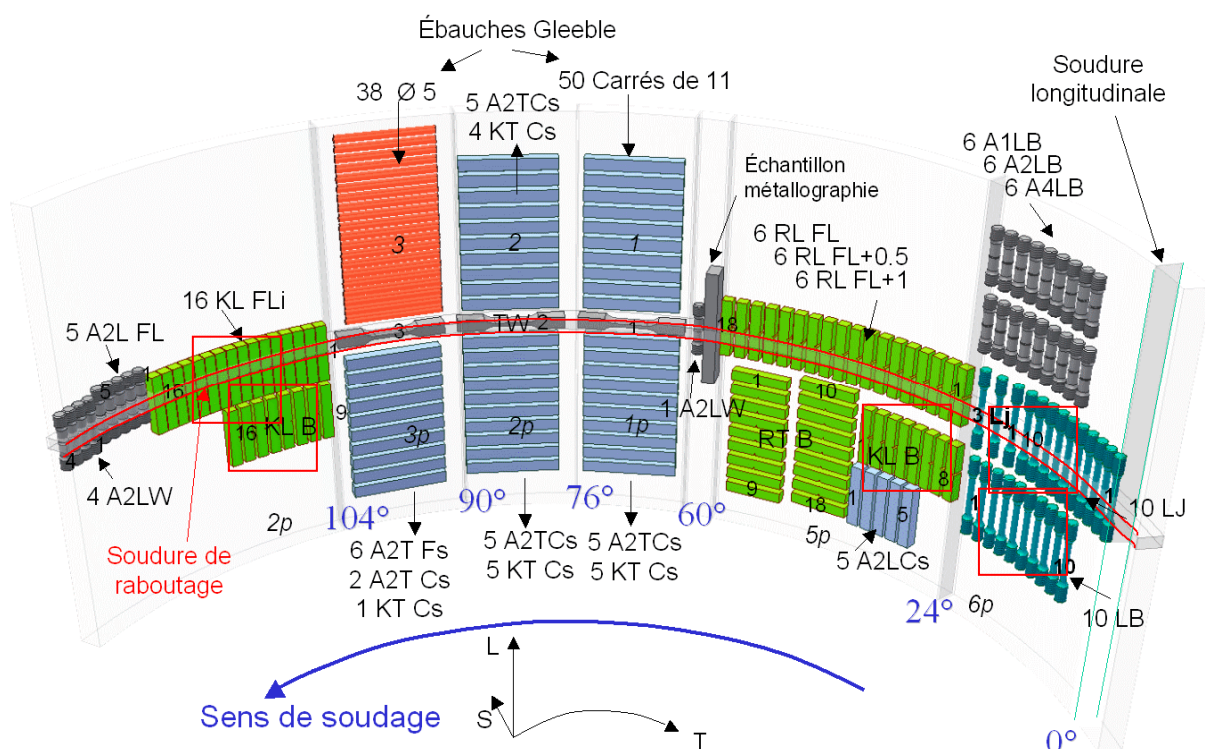 Ébauches Gleeble
38 Ø 5
5 A2TCs
4 KT Cs
50 Carrés de 11
Soudure
longitudinale
6 A1LB
6 A2LB
6 A4LB
Échantillon
métallographie
6 RL FL
6 RL FL+0.5
6 RL FL+1
3
2
1
16 KL FLi
5 A2L FL
5
1
16
1
3
TW 2
1
18
1
3
Lj
1
10
1
4
1
16
KL B
9
3p
2p
1p
1 A2LW
1
10
RT B
9
18
KL B
8
1
5
1
10
10 LJ
4 A2LW
Soudure de
raboutage
2p
104°
90°
76°
60°
5p
5 A2LCs
24°
6p
10 LB
6 A2T Fs
2 A2T Cs
1 KT Cs
5 A2TCs
5 KT Cs
5 A2TCs
5 KT Cs
L
S
T
Sens de soudage
0°